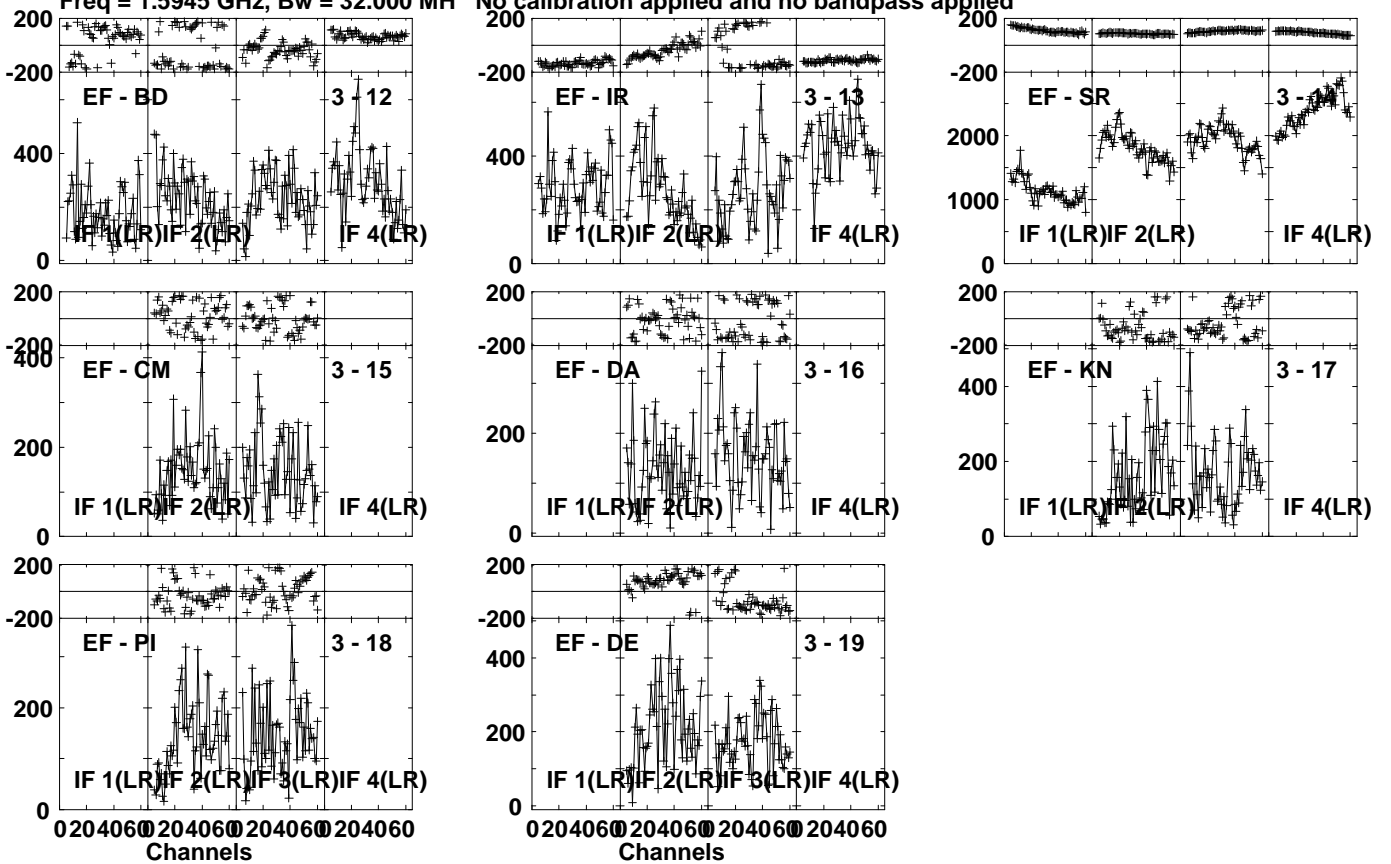 Freq = 1.5945 GHz, Bw = 32.000 MH No calibration applied and no bandpass applied
200
-200
EF - BD
3 - 12
400
IF 1(LR)IF 2(LR)
IF 4(LR)
0
200
-200
EF - IR
3 - 13
400
IF 1(LR)IF 2(LR)
IF 4(LR)
0
200
-200
EF - SR
3 - 14
2000
1000
IF 1(LR)IF 2(LR)
IF 4(LR)
0
200
-200
400
EF - CM
3 - 15
200
IF 1(LR)IF 2(LR)
IF 4(LR)
0
200
-200
EF - DA
3 - 16
200
IF 1(LR)IF 2(LR)
IF 4(LR)
0
200
-200
EF - KN
3 - 17
400
200
IF 1(LR)IF 2(LR)
IF 4(LR)
0
200
-200
EF - PI
3 - 18
200
IF 1(LR)IF 2(LR)IF 3(LR)IF 4(LR)
0
0204060 0204060 0204060 0204060
Channels
200
-200
EF - DE
3 - 19
400
200
IF 1(LR)IF 2(LR)IF 3(LR)IF 4(LR)
0
0204060 0204060 0204060 0204060
Channels